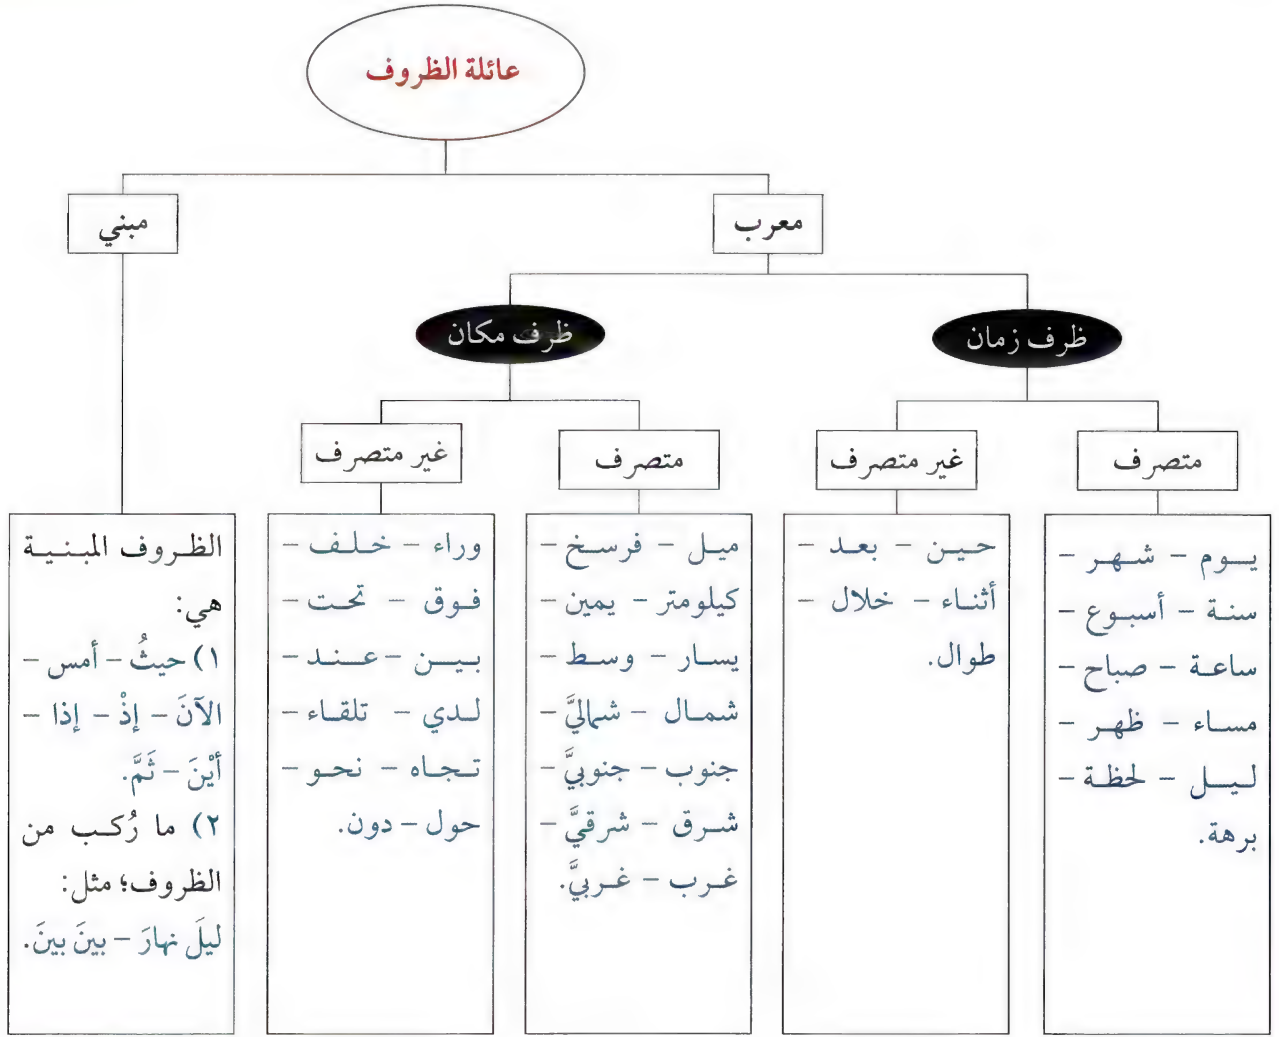 عائلة الظروف
معرب
مبني
ظرف زمان
ظرف مكان
متصرف
غير متصرف
متصرف
غير متصرف
يوم – شهر –
سنة – أسبوع –
ساعة – صباح –
مساء – ظهر –
ليل – لحظة –
برهة.
حين – بعد –
أثناء – خلال –
طوال.
ميل – فرسخ –
كيلومتر – يمين –
يسار – وسط –
شمال – شماليَّ –
جنوب – جنوبيَّ –
شرق – شرقيَّ –
غرب – غربيَّ.
وراء – خلف –
فوق – تحت –
بين – عند –
لدي – تلقاء –
تجاه – نحو –
حول – دون.
الظروف المبنية
هي:
١) حيثُ – أمس –
الآنَ – إذْ – إذا –
أيْنَ – ثَمَّ.
٢) ما رُكب من
الظروف؛ مثل:
ليلَ نهارَ – بينَ بينَ.